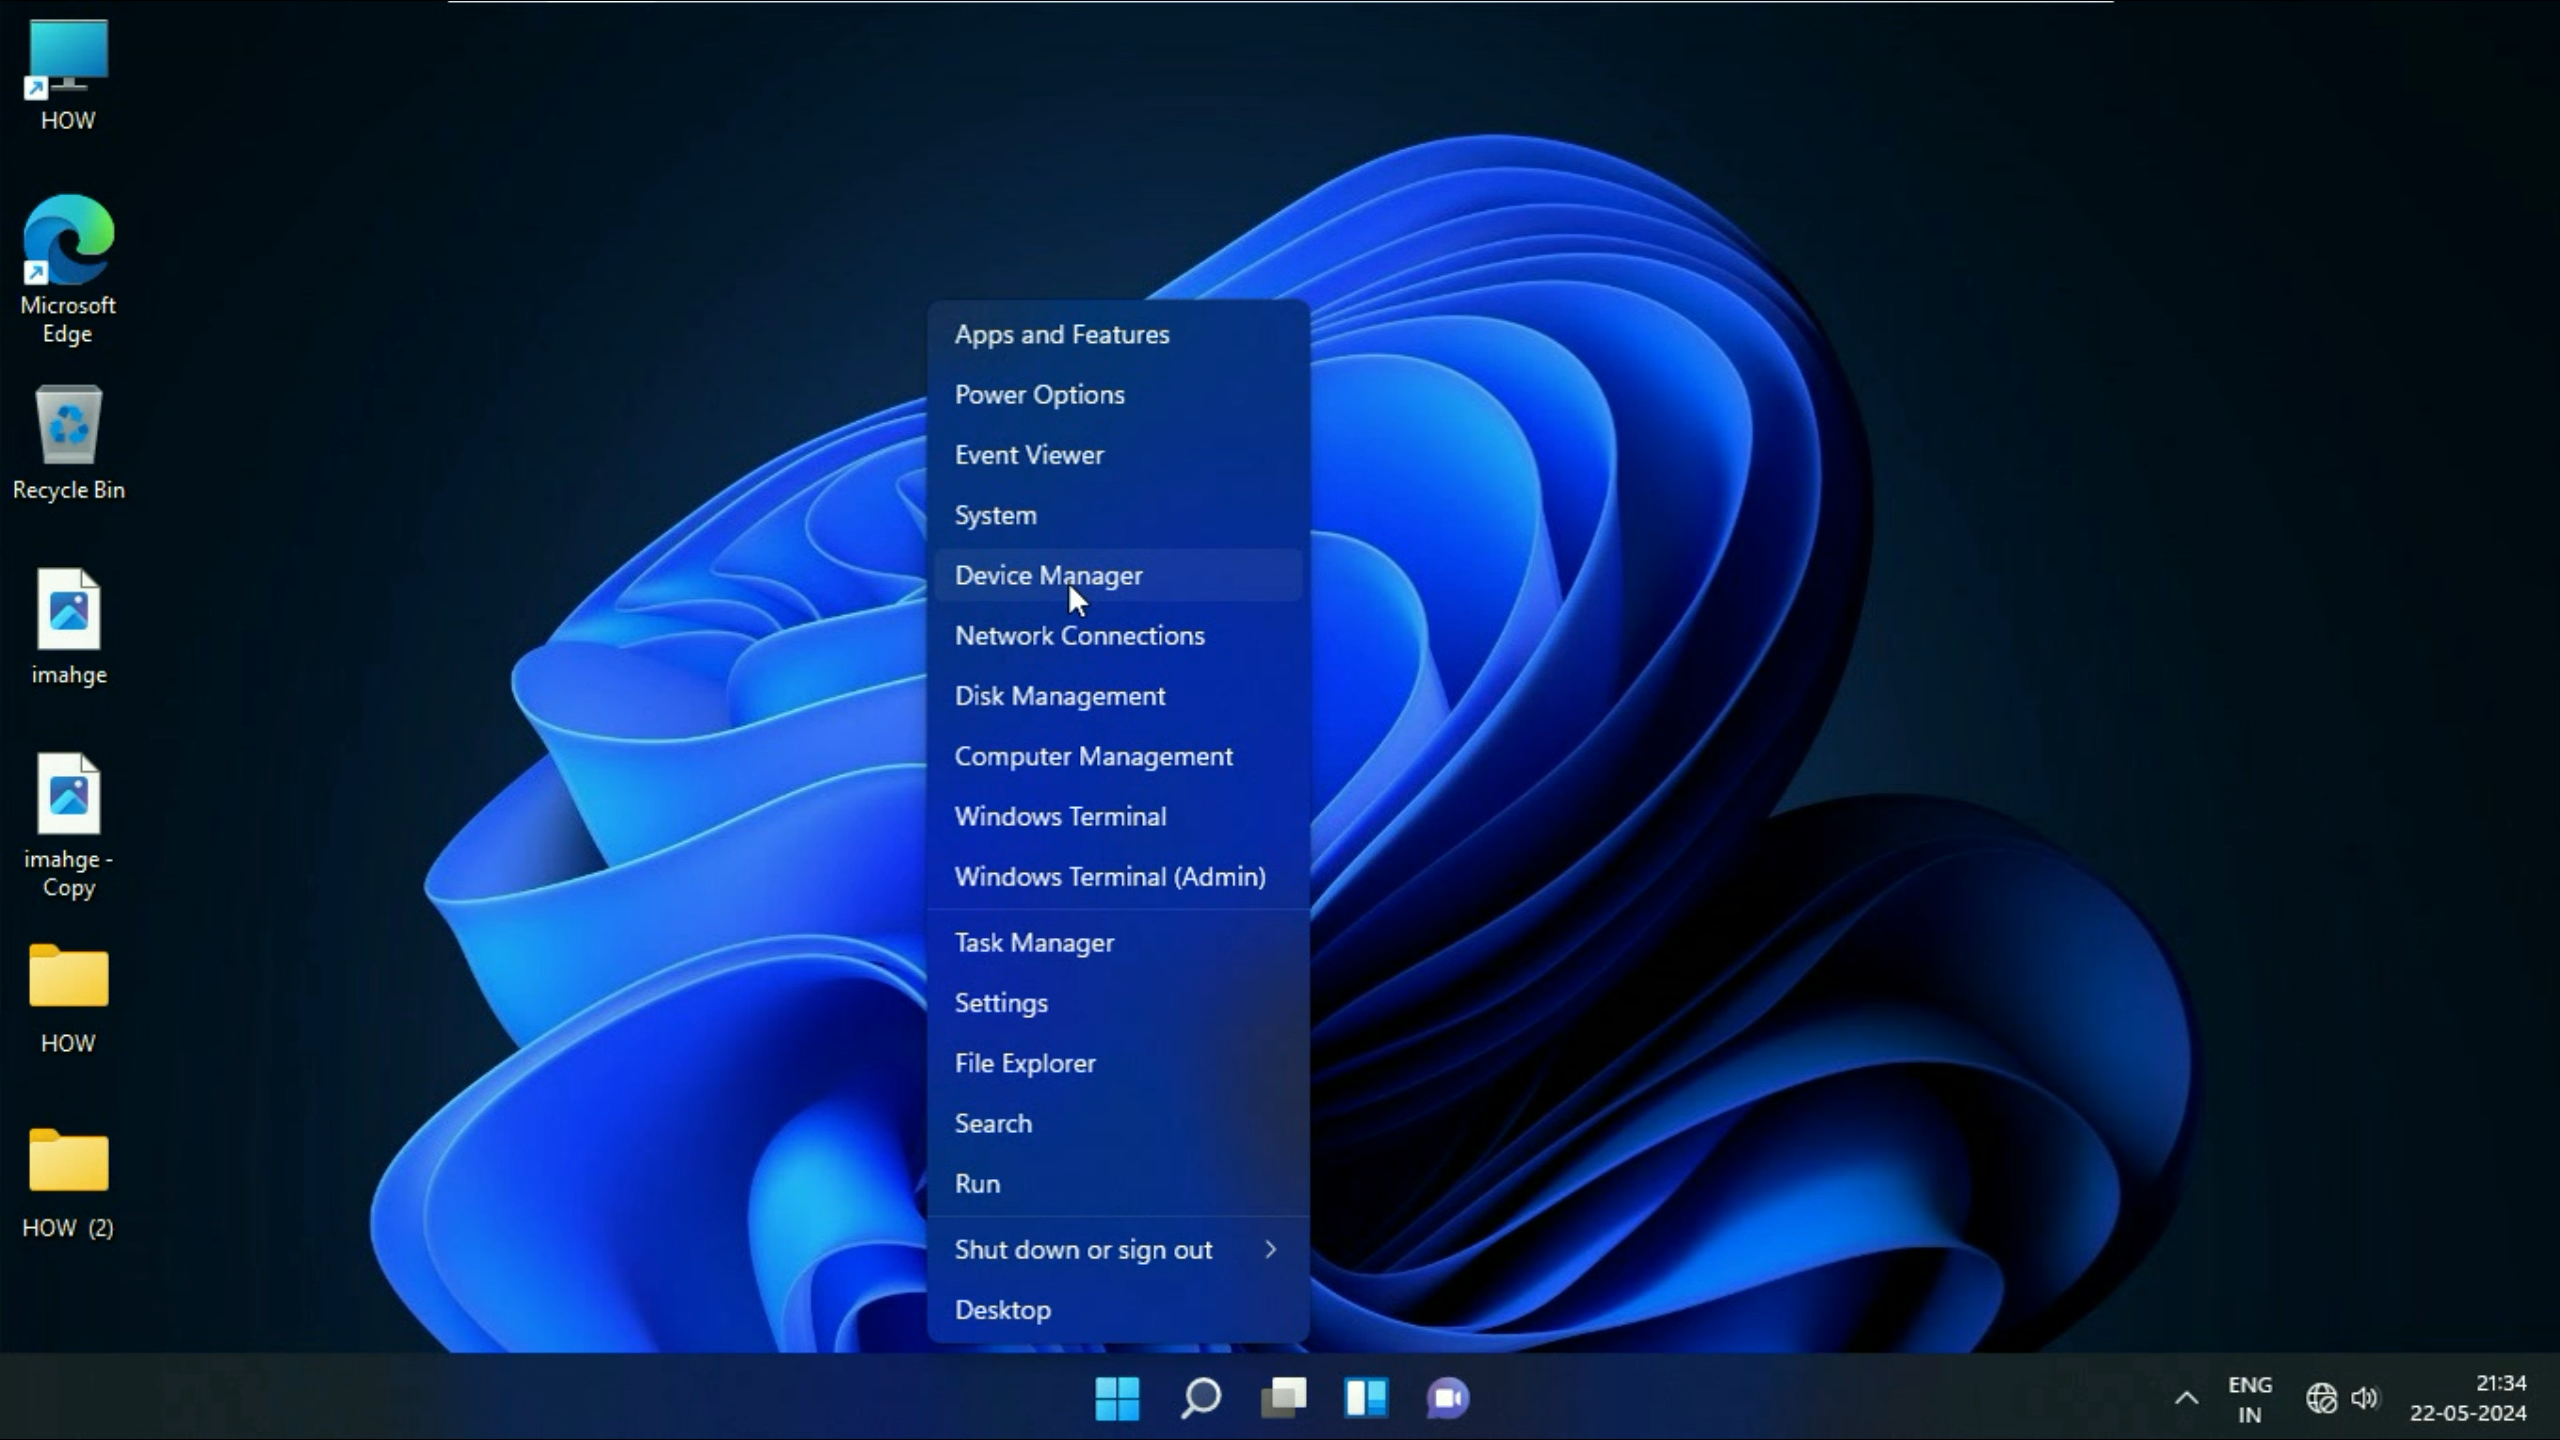 HOW
Microsoft
Edge
Recycle Bin
imahge
imahge -
Copy
HOW
HOW (2)
Apps and Features
Power Options
Event Viewer
System
Device Manager
Network Connections
Disk Management
Computer Management
Windows Terminal
Windows Terminal (Admin)
Task Manager
Settings
File Explorer
Search
Run
Shut down or sign out
Desktop
ENG
IN
21:34
22-05-2024